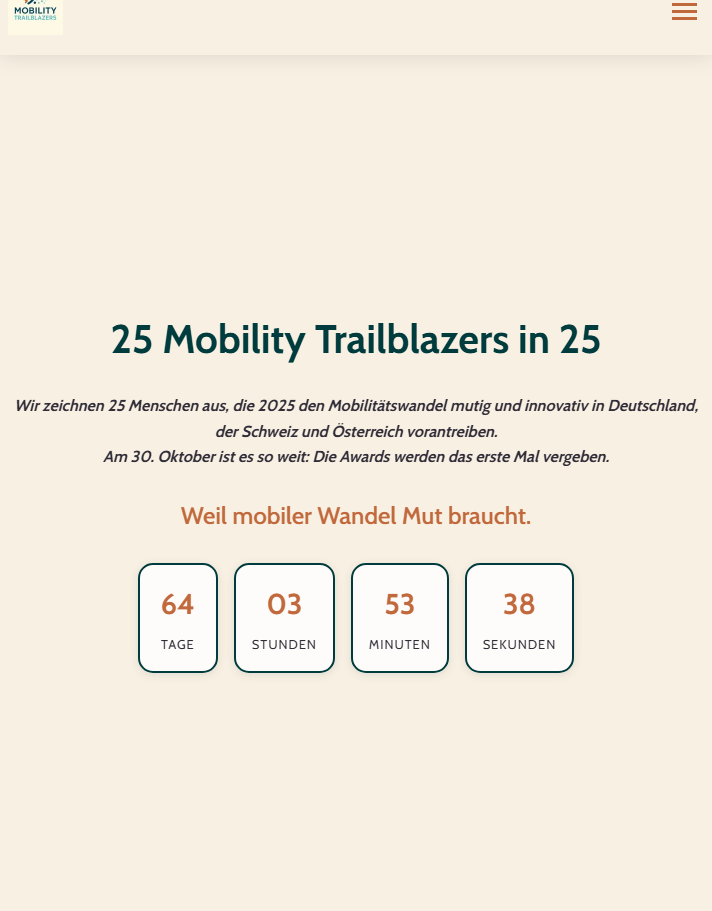 MOBILITY
TRAILBLAZERS
25 Mobility Trailblazers in 25
Wir zeichnen 25 Menschen aus, die 2025 den Mobilitätswandel mutig und innovativ in Deutschland,
der Schweiz und Österreich vorantreiben.
Am 30. Oktober ist es so weit: Die Awards werden das erste Mal vergeben.
Weil mobiler Wandel Mut braucht.
64 03 53 38
TAGE STUNDEN MINUTEN SEKUNDEN